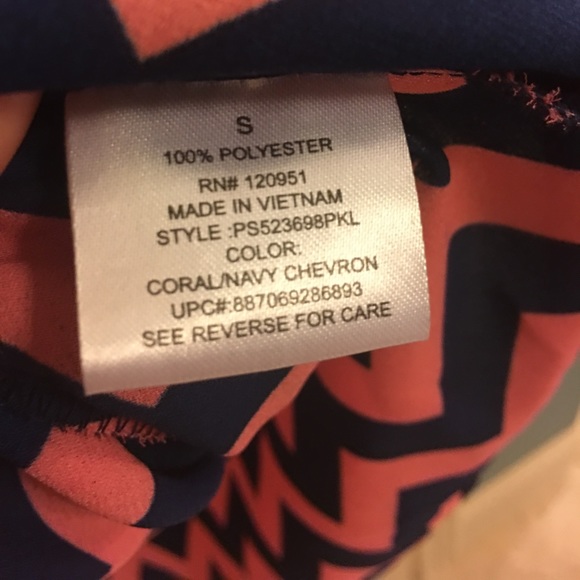 S
100% POLYESTER
RN# 120951
MADE IN VIETNAM
STYLE :PS523698PKL
COLOR:
CORAL/NAVY CHEVRON
UPC#:887069286893
SEE REVERSE FOR CARE